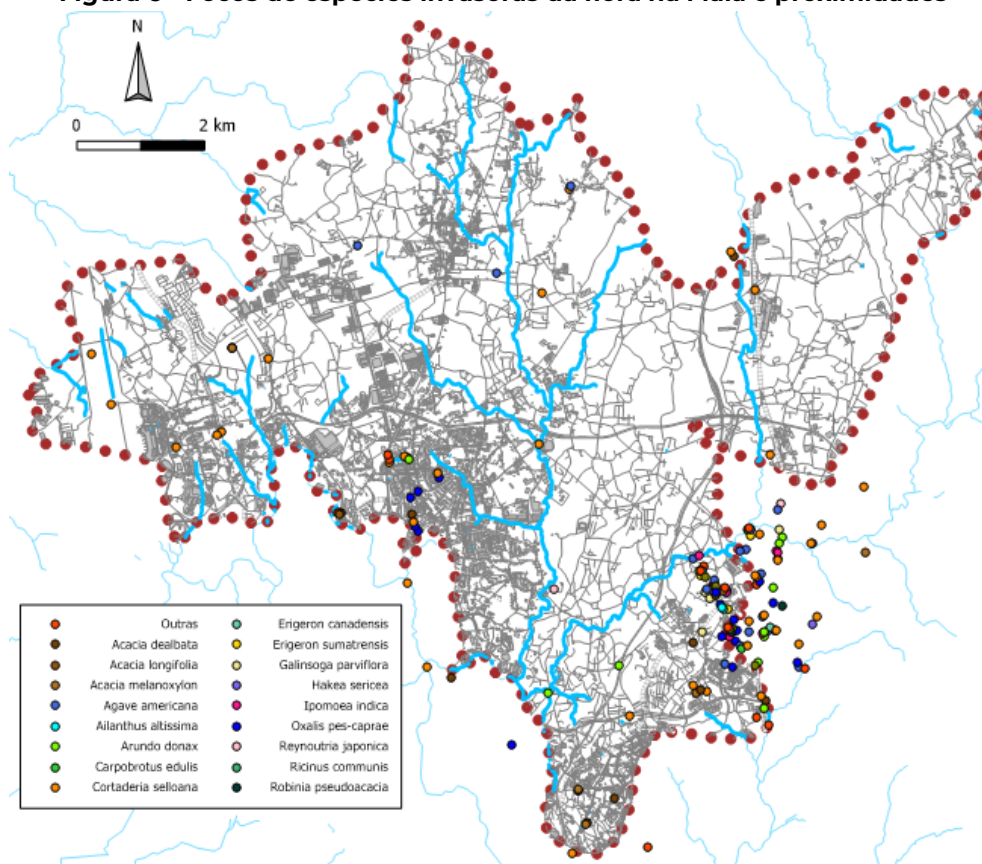 Figura 6 - Focos de espécies invasoras da flora na Maia e proximidades
N
0 2 km
Outras
Acacia dealbata
Acacia longifolia
Acacia melanoxylon
Agave americana
Ailanthus altissima
Arundo donax
Carpobrotus edulis
Cortaderia selloana
Erigeron canadensis
Erigeron sumatrensis
Galinsoga parviflora
Hakea sericea
Ipomoea indica
Oxalis pes-caprae
Reynoutria japonica
Ricinus communis
Robinia pseudoacacia